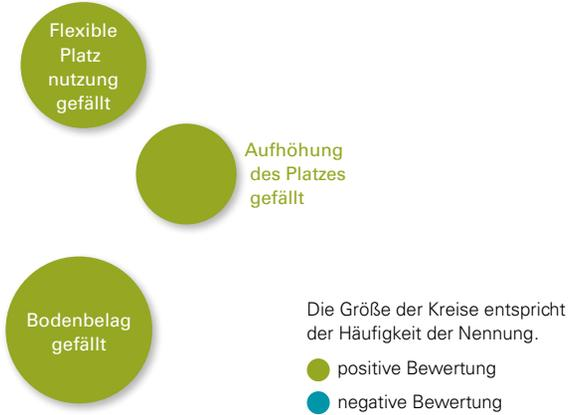 Flexible
Platz
nutzung
gefällt
Aufhöhung
des Platzes
gefällt
Bodenbelag
gefällt
Die Größe der Kreise entspricht
der Häufigkeit der Nennung.
positive Bewertung
negative Bewertung